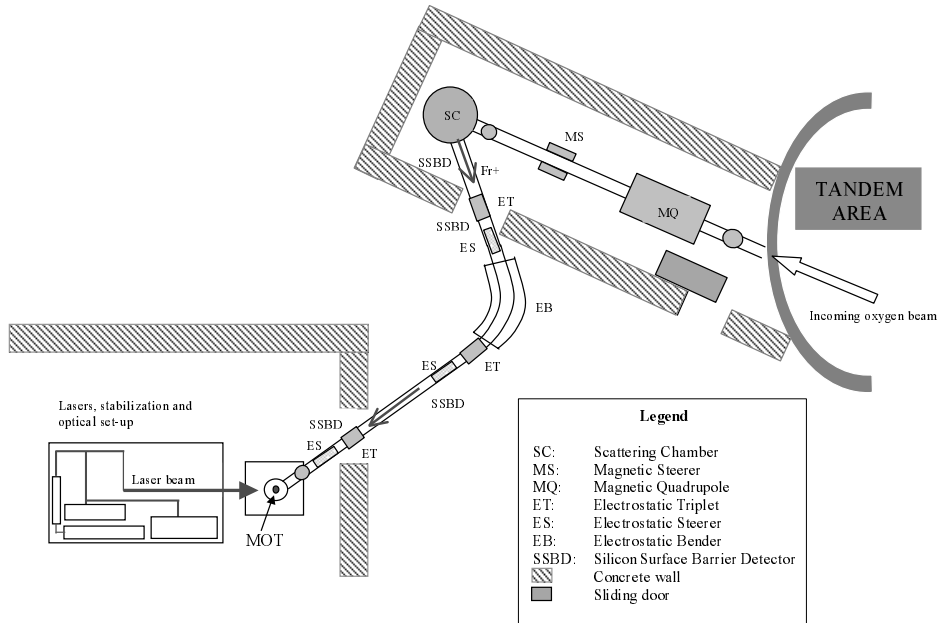 SC
MS
SSBD
Fr+
TANDEM
AREA
ET
MQ
SSBD
ES
EB
Incoming oxygen beam
ES
ET
SSBD
Lasers, stabilization and
optical set-up
SSBD
ES
ET
Laser beam
MOT
Legend
SC: Scattering Chamber
MS: Magnetic Steerer
MQ: Magnetic Quadrupole
ET: Electrostatic Triplet
ES: Electrostatic Steerer
EB: Electrostatic Bender
SSBD: Silicon Surface Barrier Detector
Concrete wall
Sliding door